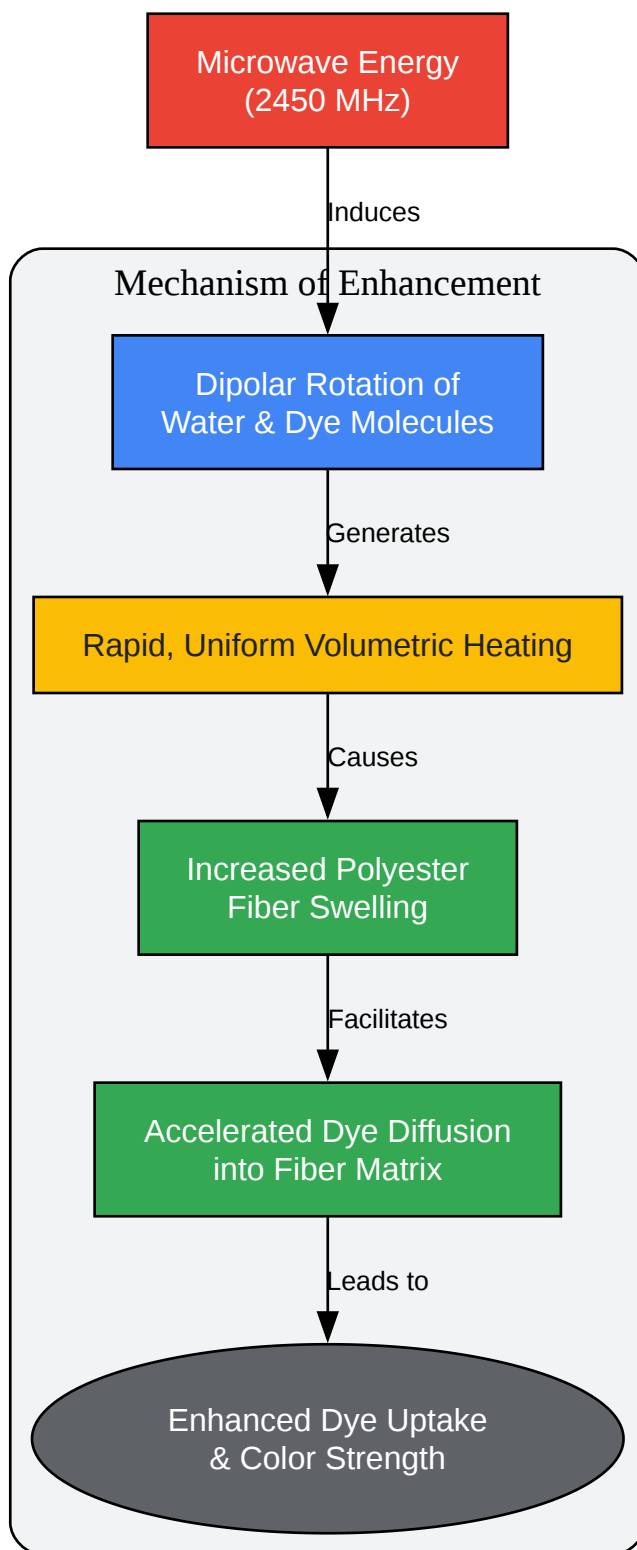 Microwave Energy
(2450 MHz)
Induces
Mechanism of Enhancement
Dipolar Rotation of
Water & Dye Molecules
Generates
Rapid, Uniform Volumetric Heating
Causes
Increased Polyester
Fiber Swelling
Facilitates
Accelerated Dye Diffusion
into Fiber Matrix
Leads to
Enhanced Dye Uptake
& Color Strength